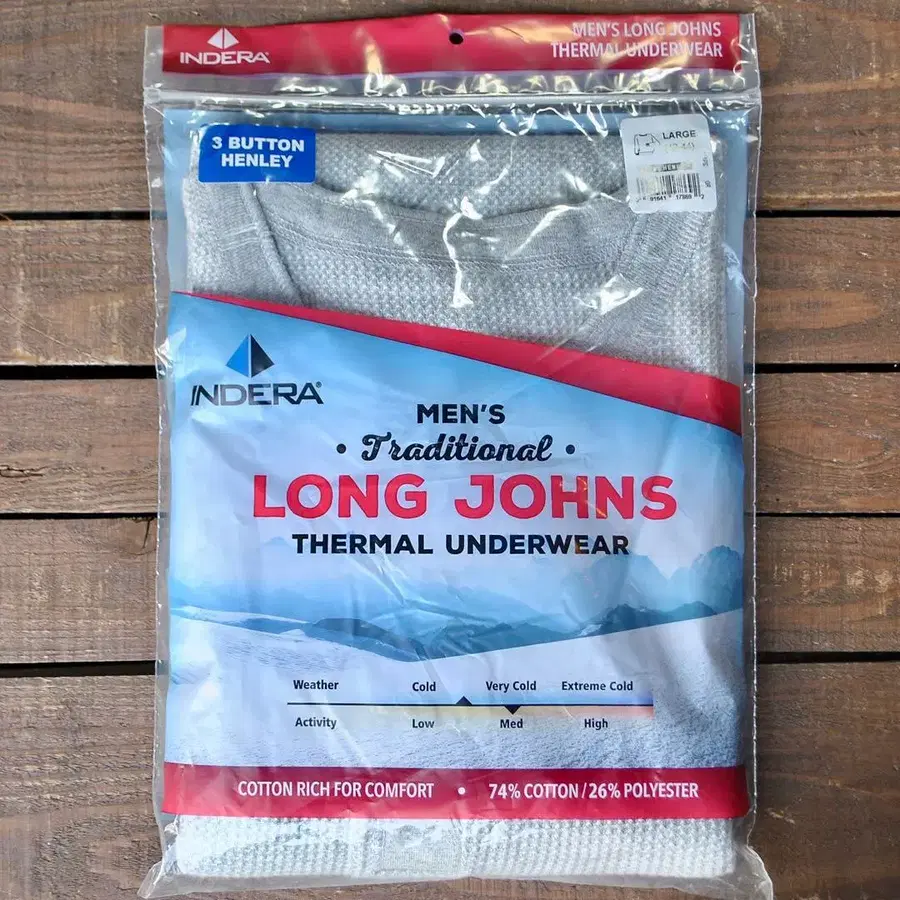 INDERA
MEN'S LONG JOHNS
THERMAL UNDERWEAR
3 BUTTON
HENLEY
LARGE
INDERA®
MEN'S
• Traditional •
LONG JOHNS
THERMAL UNDERWEAR
Weather Cold Very Cold Extreme Cold
Activity Low Med High
COTTON RICH FOR COMFORT • 74% COTTON/26% POLYESTER